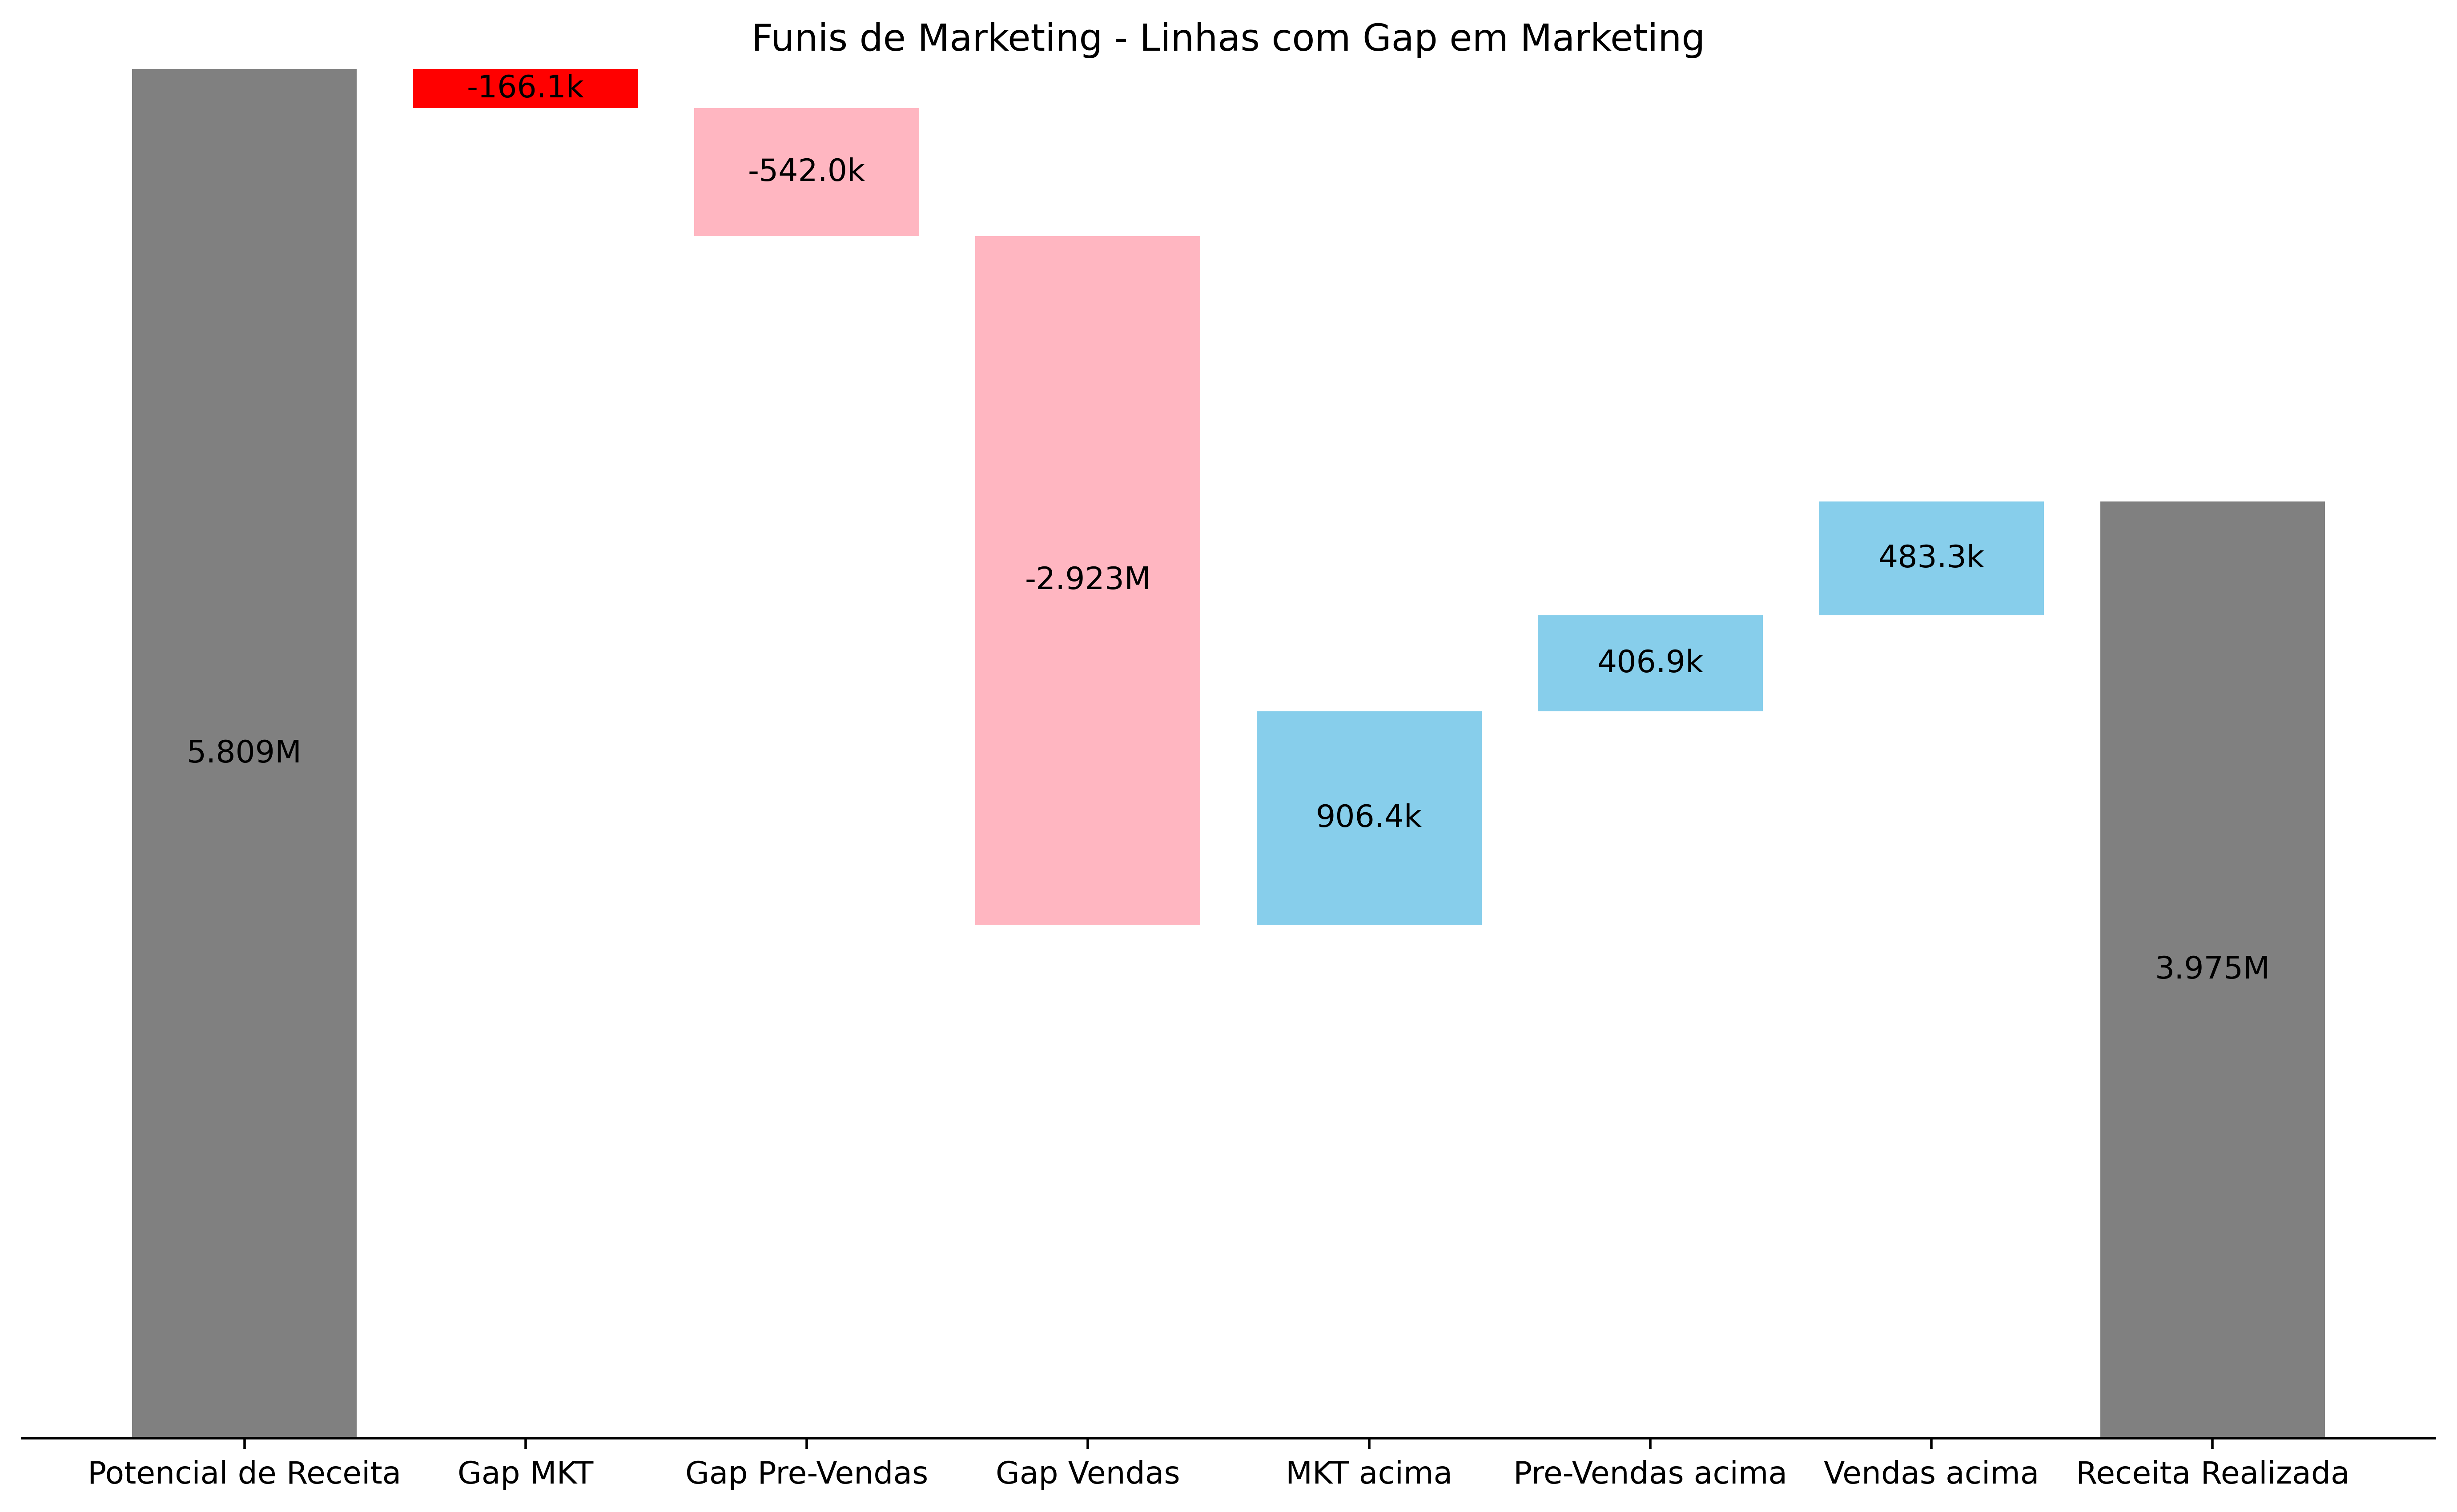 Funis de Marketing - Linhas com Gap em Marketing
-166.1k
-542.0k
-2.923M
483.3k
406.9k
5.809M
906.4k
3.975M
Potencial de Receita
Gap MKT
Gap Pre-Vendas
Gap Vendas
MKT acima
Pre-Vendas acima
Vendas acima
Receita Realizada